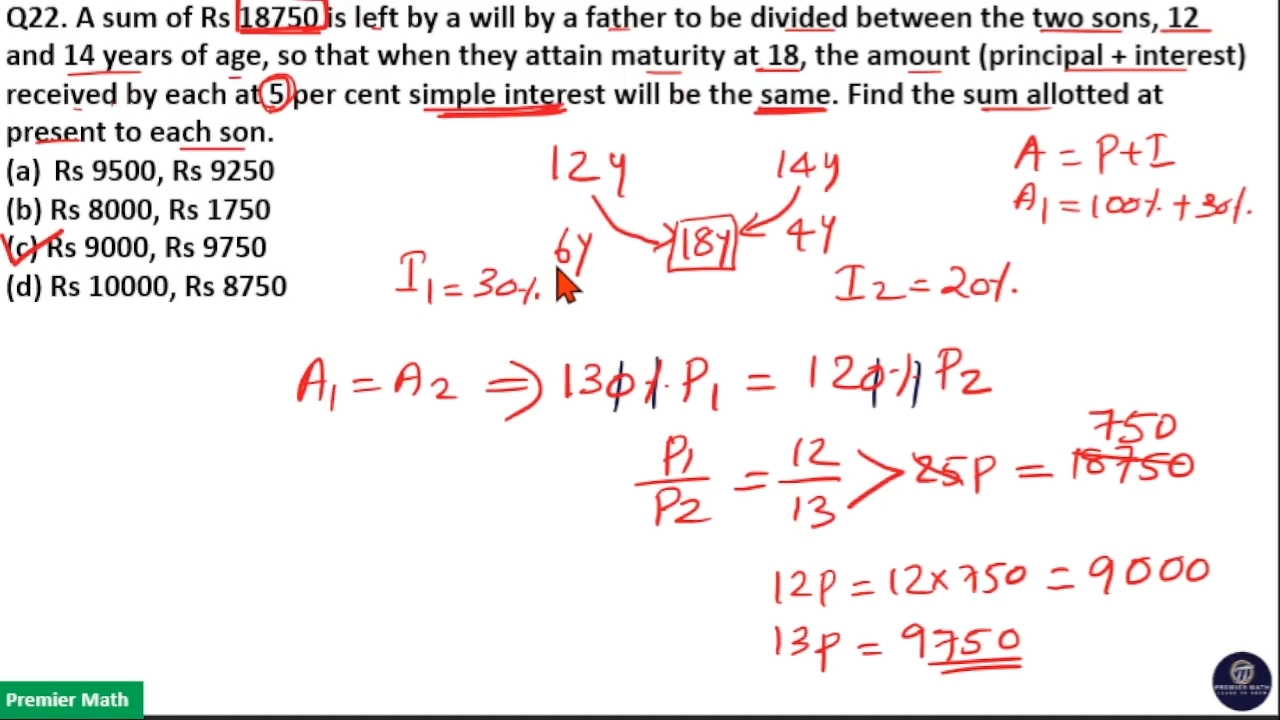 Q22. A sum of Rs 18750 is left by a will by a father to be divided between the two sons, 12
and 14 years of age, so that when they attain maturity at 18, the amount (principal + interest)
received by each at 5 per cent simple interest will be the same. Find the sum allotted at
present to each son.
(a) Rs 9500, Rs 9250
(b) Rs 8000, Rs 1750
(c) Rs 9000, Rs 9750
(d) Rs 10000, Rs 8750
12y 14y
A = P+I
A1 = 100% + 30%
6y 18y 4y
I1 = 30% I2 = 20%
A1 = A2 ⇒ 130% P1 = 120% P2
P1/P2 = 12/13 > 25P = 18750
750
12P = 12×750 = 9000
13P = 9750
Premier Math
PREMIER MATH